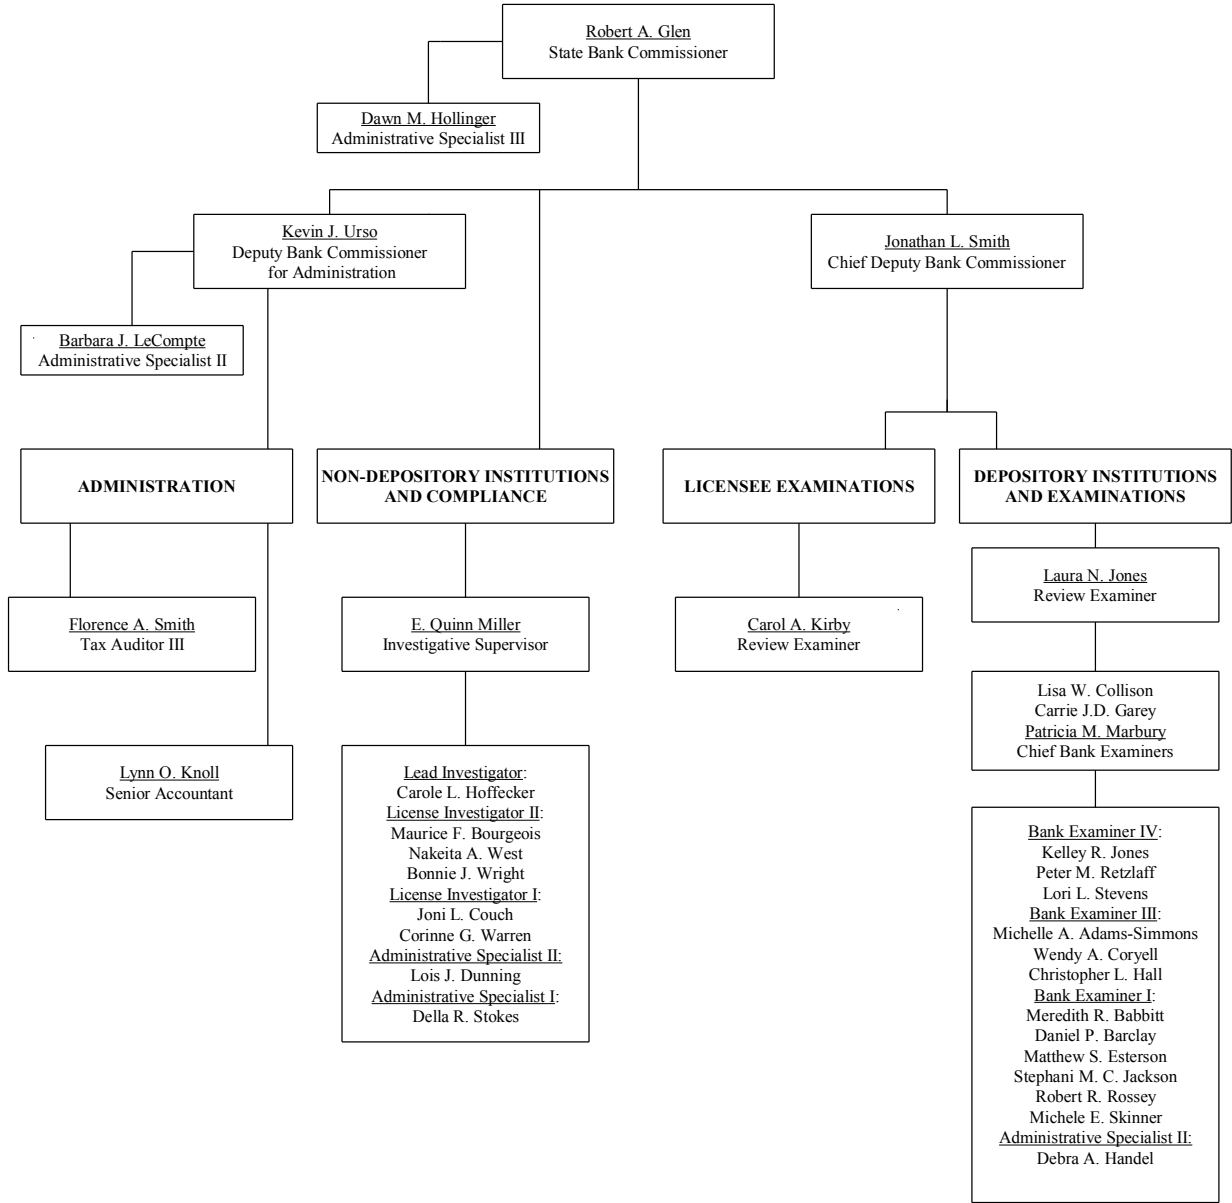 Robert A. Glen
State Bank Commissioner
Dawn M. Hollinger
Administrative Specialist III
Kevin J. Urso
Deputy Bank Commissioner
for Administration
Jonathan L. Smith
Chief Deputy Bank Commissioner
Barbara J. LeCompte
Administrative Specialist II
ADMINISTRATION
NON-DEPOSITORY INSTITUTIONS
AND COMPLIANCE
LICENSEE EXAMINATIONS
DEPOSITORY INSTITUTIONS
AND EXAMINATIONS
Laura N. Jones
Review Examiner
Florence A. Smith
Tax Auditor III
E. Quinn Miller
Investigative Supervisor
Carol A. Kirby
Review Examiner
Lisa W. Collison
Carrie J.D. Garey
Patricia M. Marbury
Chief Bank Examiners
Lynn O. Knoll
Senior Accountant
Lead Investigator:
Carole L. Hoffecker
License Investigator II:
Maurice F. Bourgeois
Nakeita A. West
Bonnie J. Wright
License Investigator I:
Joni L. Couch
Corinne G. Warren
Administrative Specialist II:
Lois J. Dunning
Administrative Specialist I:
Della R. Stokes
Bank Examiner IV:
Kelley R. Jones
Peter M. Retzlaff
Lori L. Stevens
Bank Examiner III:
Michelle A. Adams-Simmons
Wendy A. Coryell
Christopher L. Hall
Bank Examiner I:
Meredith R. Babbitt
Daniel P. Barclay
Matthew S. Esterson
Stephani M. C. Jackson
Robert R. Rossey
Michele E. Skinner
Administrative Specialist II:
Debra A. Handel